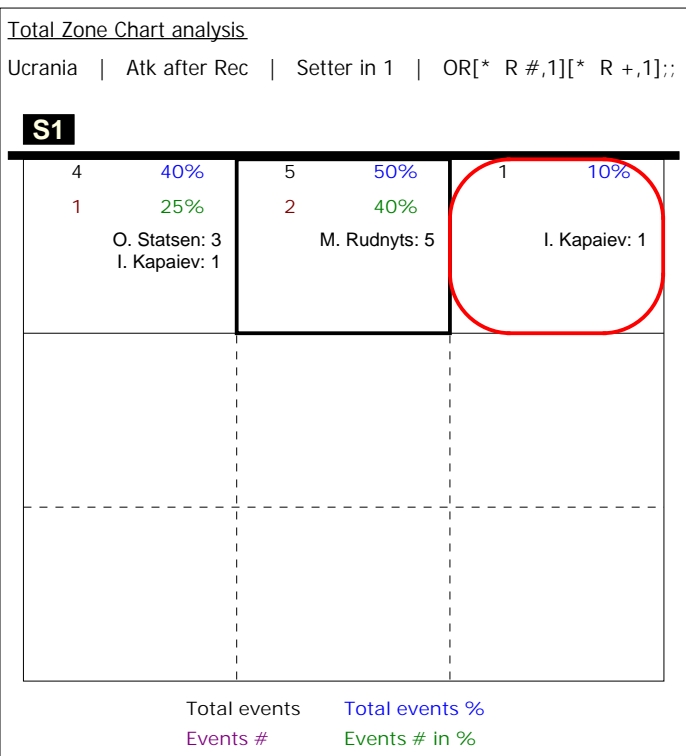 Total Zone Chart analysis
Ucrania | Atk after Rec | Setter in 1 | OR[* R #,1][* R +,1];;
S1
4 40% 5 50% 1 10%
1 25% 2 40%
O. Statsen: 3 M. Rudnyts: 5 I. Kapaiev: 1
I. Kapaiev: 1
Total events Total events %
Events # Events # in %